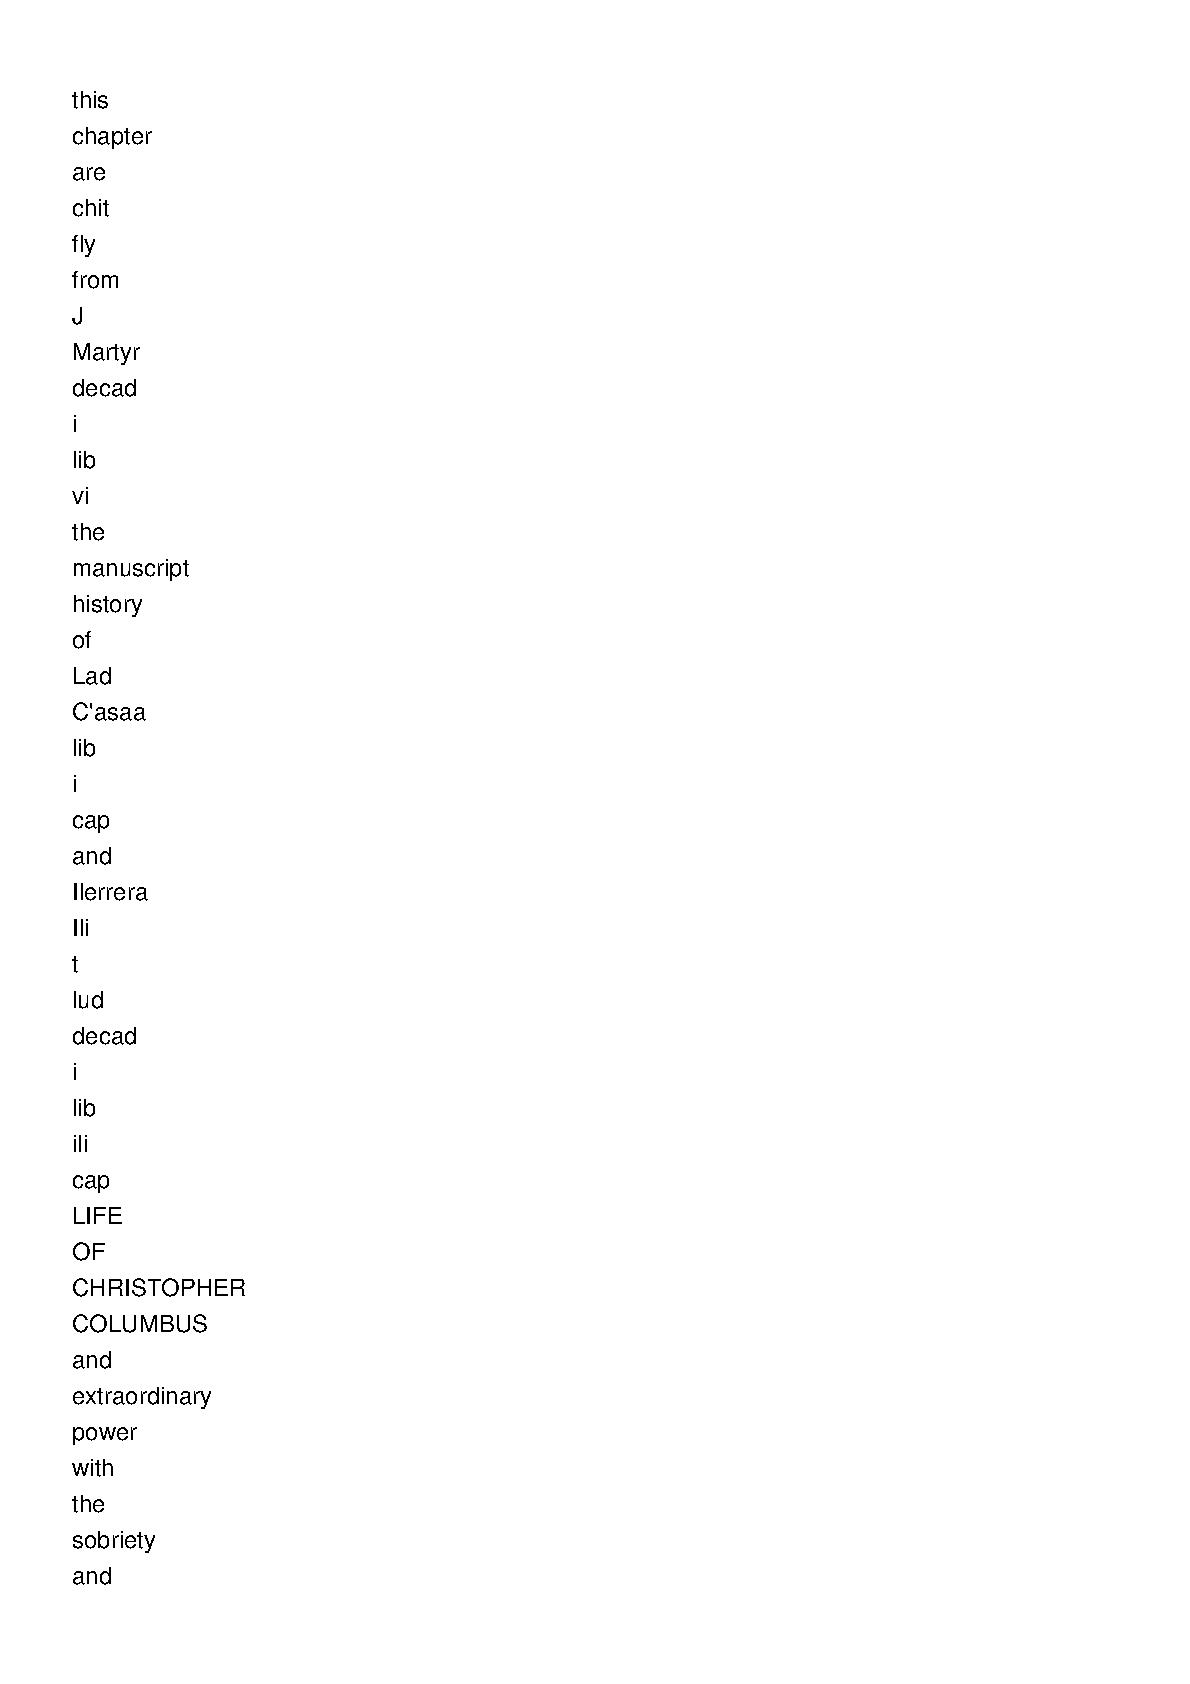 this
chapter
are
chit
fly
from
J
Martyr
decad
i
lib
vi
the
manuscript
history
of
Lad
C'asaa
lib
i
cap
and
Ilerrera
Ili
t
lud
decad
i
lib
ili
cap
LIFE
OF
CHRISTOPHER
COLUMBUS
and
extraordinary
power
with
the
sobriety
and